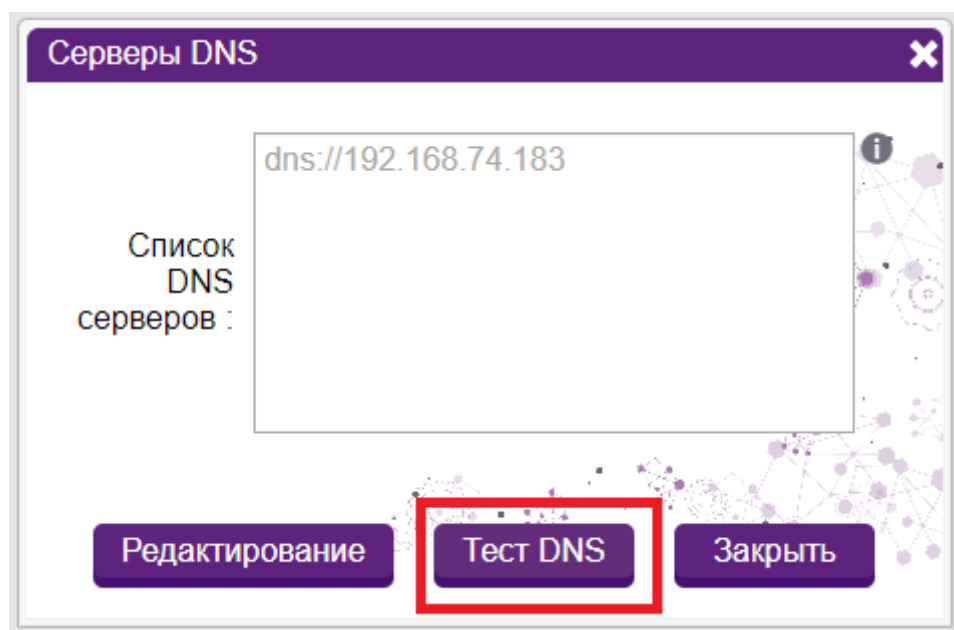 Серверы DNS
dns://192.168.74.183
Список
DNS
серверов :
Редактирование
Тест DNS
Закрыть